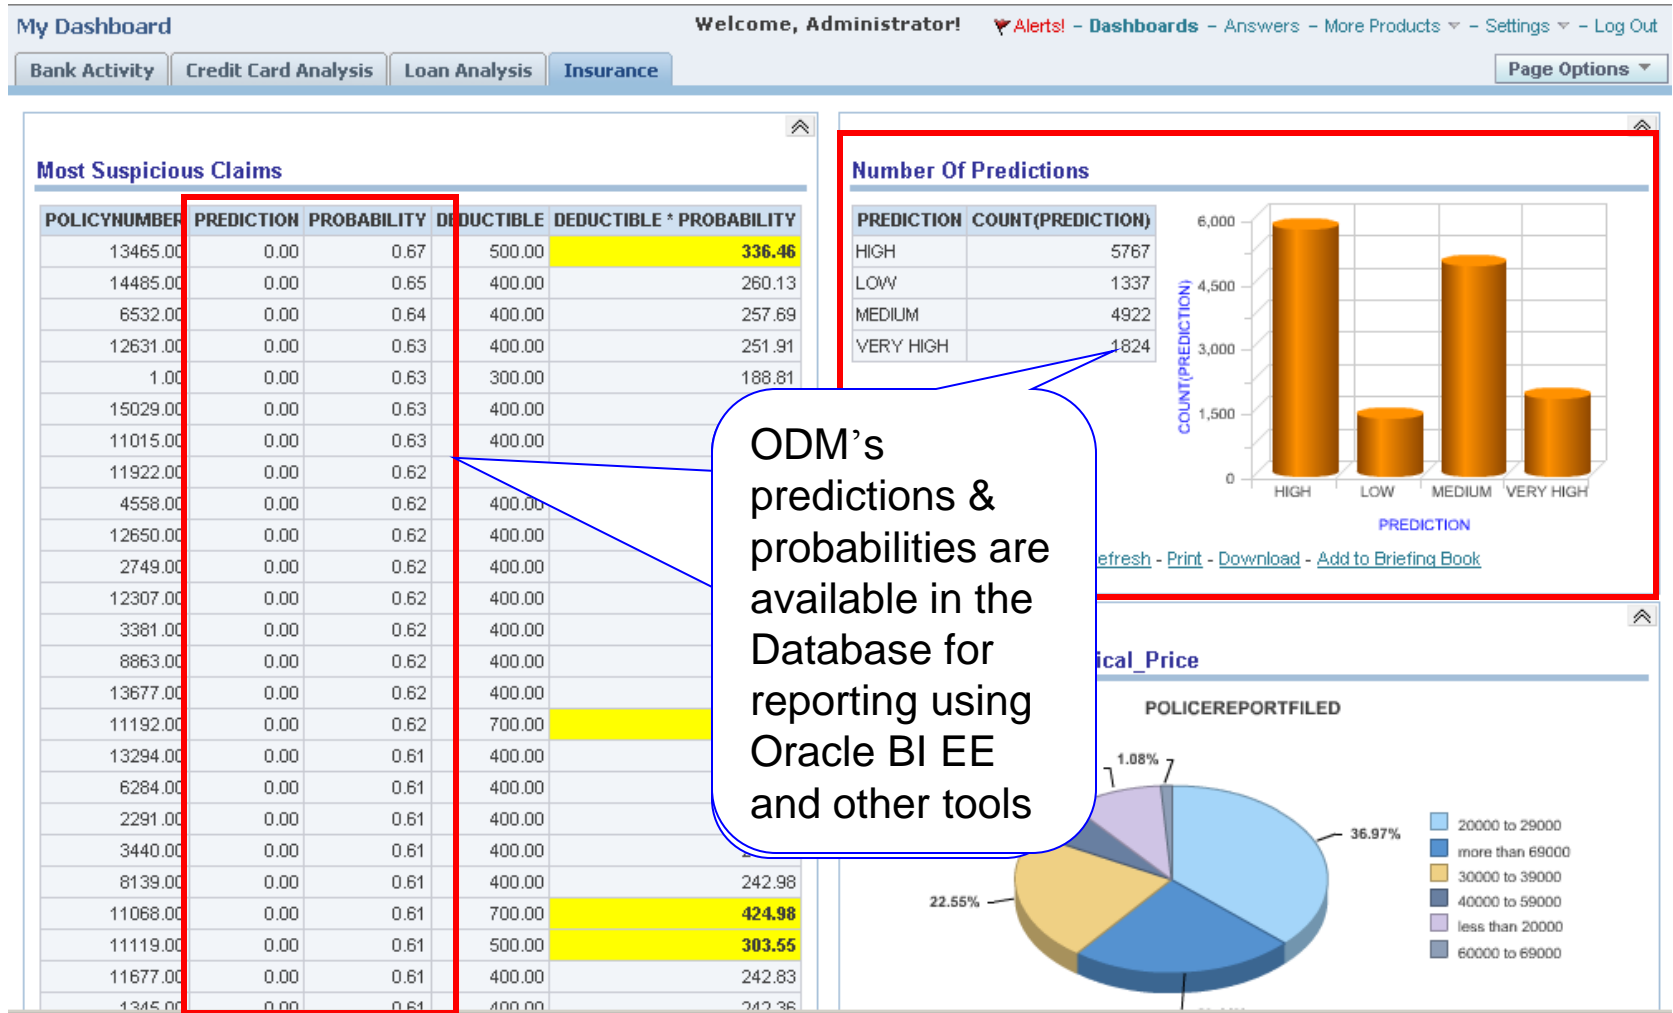 My Dashboard
Welcome, Administrator! Alerts! - Dashboards - Answers - More Products - Settings - Log Out
Bank Activity Credit Card Analysis Loan Analysis Insurance Page Options
Most Suspicious Claims
POLICYNUMBER PREDICTION PROBABILITY DEDUCTIBLE DEDUCTIBLE * PROBABILITY
13465.00 0.00 0.67 500.00 336.46
14485.00 0.00 0.65 400.00 260.13
6532.00 0.00 0.64 400.00 257.69
12631.00 0.00 0.63 400.00 251.91
1.00 0.00 0.63 300.00 188.81
15029.00 0.00 0.63 400.00
11015.00 0.00 0.63 400.00
11922.00 0.00 0.62
4558.00 0.00 0.62 400.00
12650.00 0.00 0.62 400.00
2749.00 0.00 0.62 400.00
12307.00 0.00 0.62 400.00
3381.00 0.00 0.62 400.00
8863.00 0.00 0.62 400.00
13677.00 0.00 0.62 400.00
11192.00 0.00 0.62 700.00
13294.00 0.00 0.61 400.00
6284.00 0.00 0.61 400.00
2291.00 0.00 0.61 400.00
3440.00 0.00 0.61 400.00
8139.00 0.00 0.61 400.00 242.98
11068.00 0.00 0.61 700.00 424.98
11119.00 0.00 0.61 500.00 303.55
11677.00 0.00 0.61 400.00 242.83
1345.00 0.00 0.61 400.00 242.36
ODM’s
predictions &
probabilities are
available in the
Database for
reporting using
Oracle BI EE
and other tools
Number Of Predictions
PREDICTION COUNT(PREDICTION)
HIGH 5767
LOW 1337
MEDIUM 4922
VERY HIGH 1824
COUNT(PREDICTION)
6,000
4,500
3,000
1,500
0
HIGH LOW MEDIUM VERY HIGH
PREDICTION
efresh - Print - Download - Add to Briefing Book
ical_Price
POLICEREPORTFILED
1.08%
36.97%
22.55%
20000 to 29000
more than 69000
30000 to 39000
40000 to 59000
less than 20000
60000 to 69000